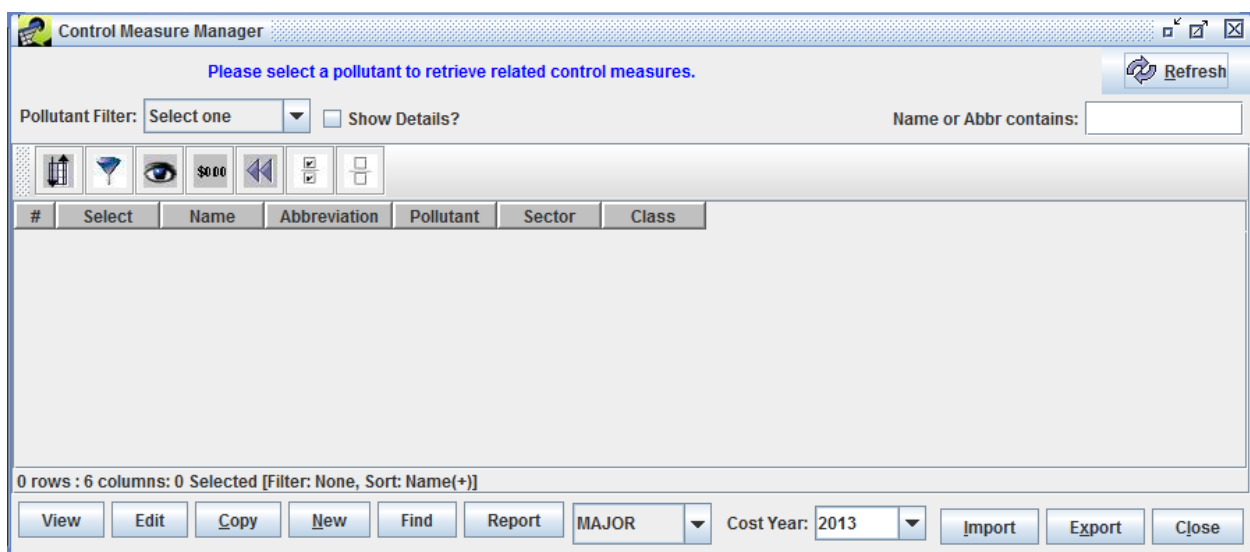 Control Measure Manager
Please select a pollutant to retrieve related control measures.
Refresh
Pollutant Filter: Select one Show Details? Name or Abbr contains:
$0.00
# Select Name Abbreviation Pollutant Sector Class
0 rows : 6 columns: 0 Selected [Filter: None, Sort: Name(+)]
View Edit Copy New Find Report MAJOR Cost Year: 2013 Import Export Close